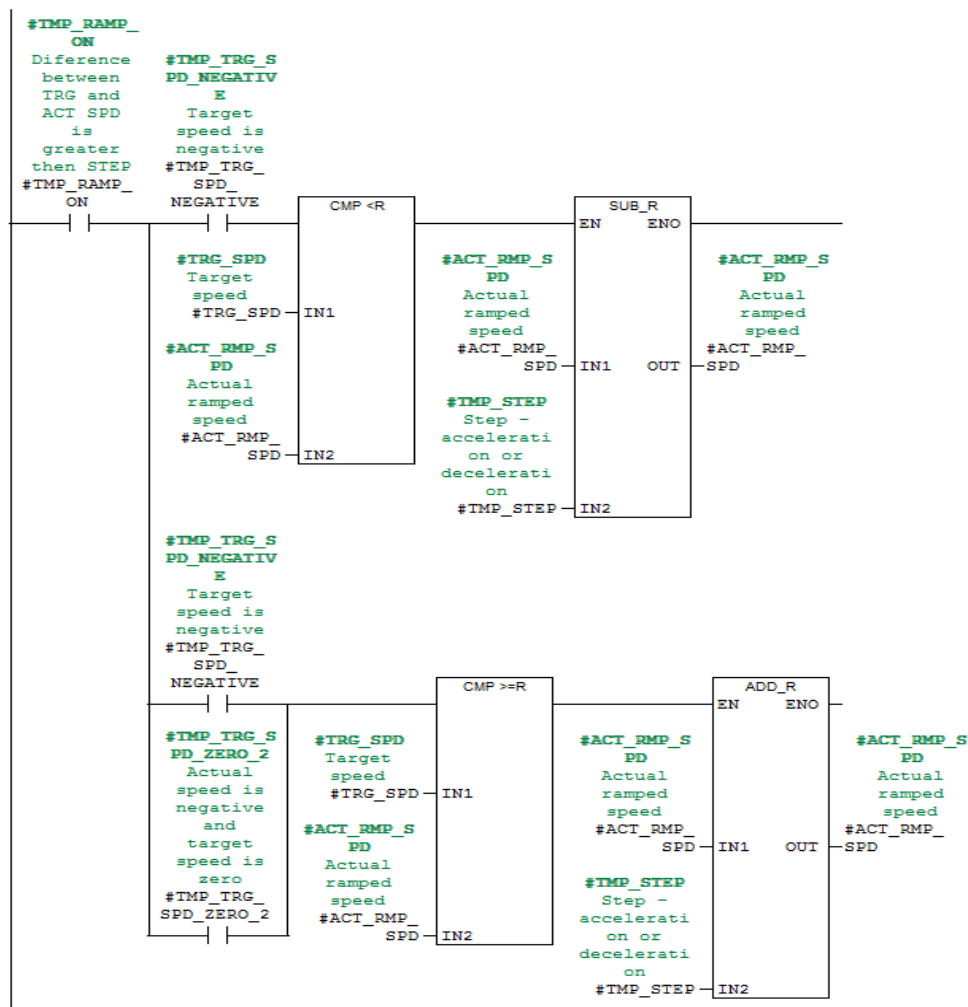 #TMP_RAMP_
ON
Diference
between
TRG and
ACT SPD
is
greater
then STEP
#TMP_RAMP_
ON
#TMP_TRG_S
PD_NEGATIV
E
Target
speed is
negative
#TMP_TRG_
SPD_
NEGATIVE
CMP <R
#TRG_SPD
Target
speed
#TRG_SPD
IN1
#ACT_RMP_S
PD
Actual
ramped
speed
#ACT_RMP_
SPD
IN2
SUB_R
EN ENO
#ACT_RMP_S
PD
Actual
ramped
speed
#ACT_RMP_
SPD
IN1 OUT
#TMP_STEP
Step -
accelerati
on or
decelerati
on
#TMP_STEP
IN2
#ACT_RMP_S
PD
Actual
ramped
speed
#ACT_RMP_
SPD
#TMP_TRG_S
PD_NEGATIV
E
Target
speed is
negative
#TMP_TRG_
SPD_
NEGATIVE
#TMP_TRG_S
PD_ZERO_2
Actual
speed is
negative
and
target
speed is
zero
#TMP_TRG_
SPD_ZERO_2
CMP >=R
#TRG_SPD
Target
speed
#TRG_SPD
IN1
#ACT_RMP_S
PD
Actual
ramped
speed
#ACT_RMP_
SPD
IN2
ADD_R
EN ENO
#ACT_RMP_S
PD
Actual
ramped
speed
#ACT_RMP_
SPD
IN1 OUT
#TMP_STEP
Step -
accelerati
on or
decelerati
on
#TMP_STEP
IN2
#ACT_RMP_S
PD
Actual
ramped
speed
#ACT_RMP_
SPD